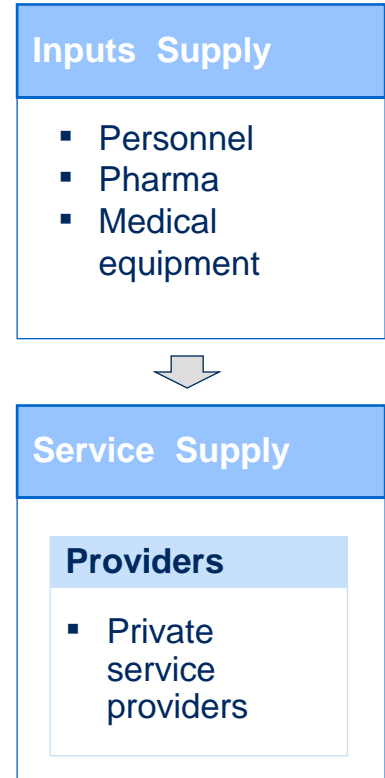 Inputs Supply
▪ Personnel
▪ Pharma
▪ Medical
equipment
Service Supply
Providers
▪ Private
service
providers